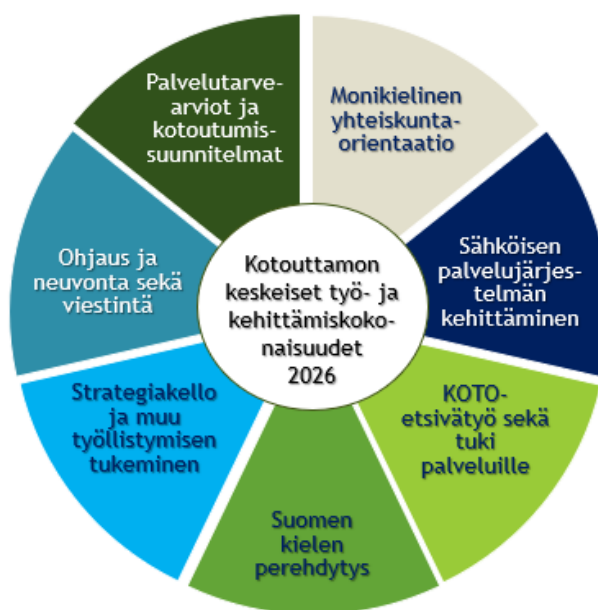 Palvelutarve-
arviot ja
kotoutumis-
suunnitelmat
Monikielinen
yhteiskunta-
orientaatio
Sähköisen
palvelujärjes-
telmän
kehittäminen
KOTO-
etsivätyö sekä
tuki
palveluille
Suomen
kielen
perehdytys
Strategiakello
ja muu
työllistymisen
tukeminen
Ohjaus ja
neuvonta sekä
viestintä
Kotouttamon
keskeiset työ- ja
kehittämiskoko-
naisuudet
2026